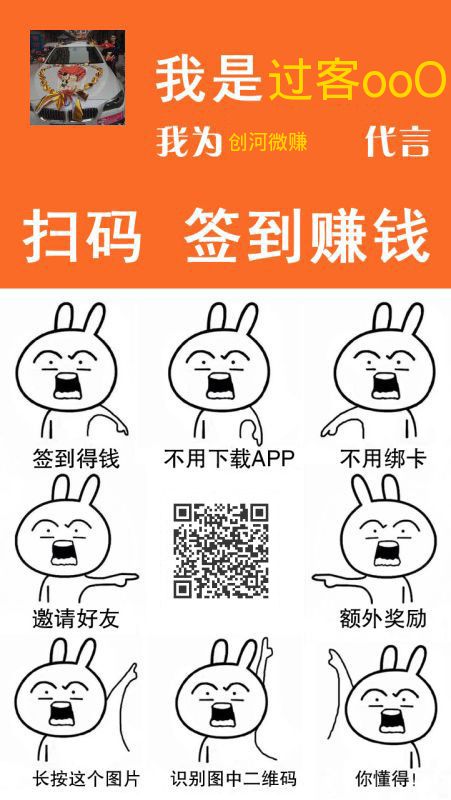 我是过客ooO
我为 创河微赚 代言
扫码 签到赚钱
签到得钱 不用下载APP 不用绑卡
邀请好友 额外奖励
长按这个图片 识别图中二维码 你懂得!